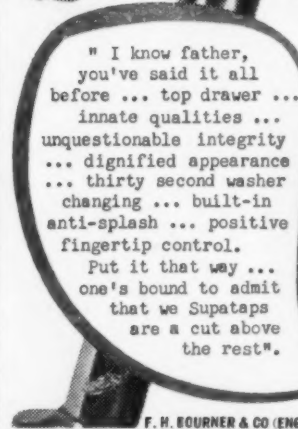 " I know father,
you've said it all
before ... top drawer ...
innate qualities ...
unquestionable integrity
... dignified appearance
... thirty second washer
changing ... built-in
anti-splash ... positive
fingertip control.
Put it that way ...
one's bound to admit
that we Supataps
are a cut above
the rest".
F. H. BOURNER & CO (ENG